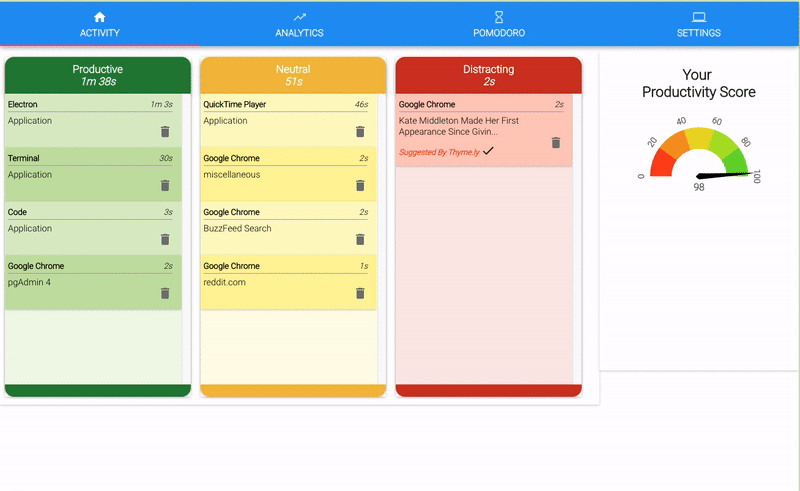 ACTIVITY
ANALYTICS
POMODORO
SETTINGS
Productive
1m 38s
Electron 1m 3s
Application
Terminal 30s
Application
Code 3s
Application
Google Chrome 2s
pgAdmin 4
Neutral
51s
QuickTime Player 46s
Application
Google Chrome 2s
miscellaneous
Google Chrome 2s
BuzzFeed Search
Google Chrome 1s
reddit.com
Distracting
2s
Google Chrome 2s
Kate Middleton Made Her First
Appearance Since Givin...
Suggested By Thyme.ly
Your
Productivity Score
0
20
40
60
80
100
98